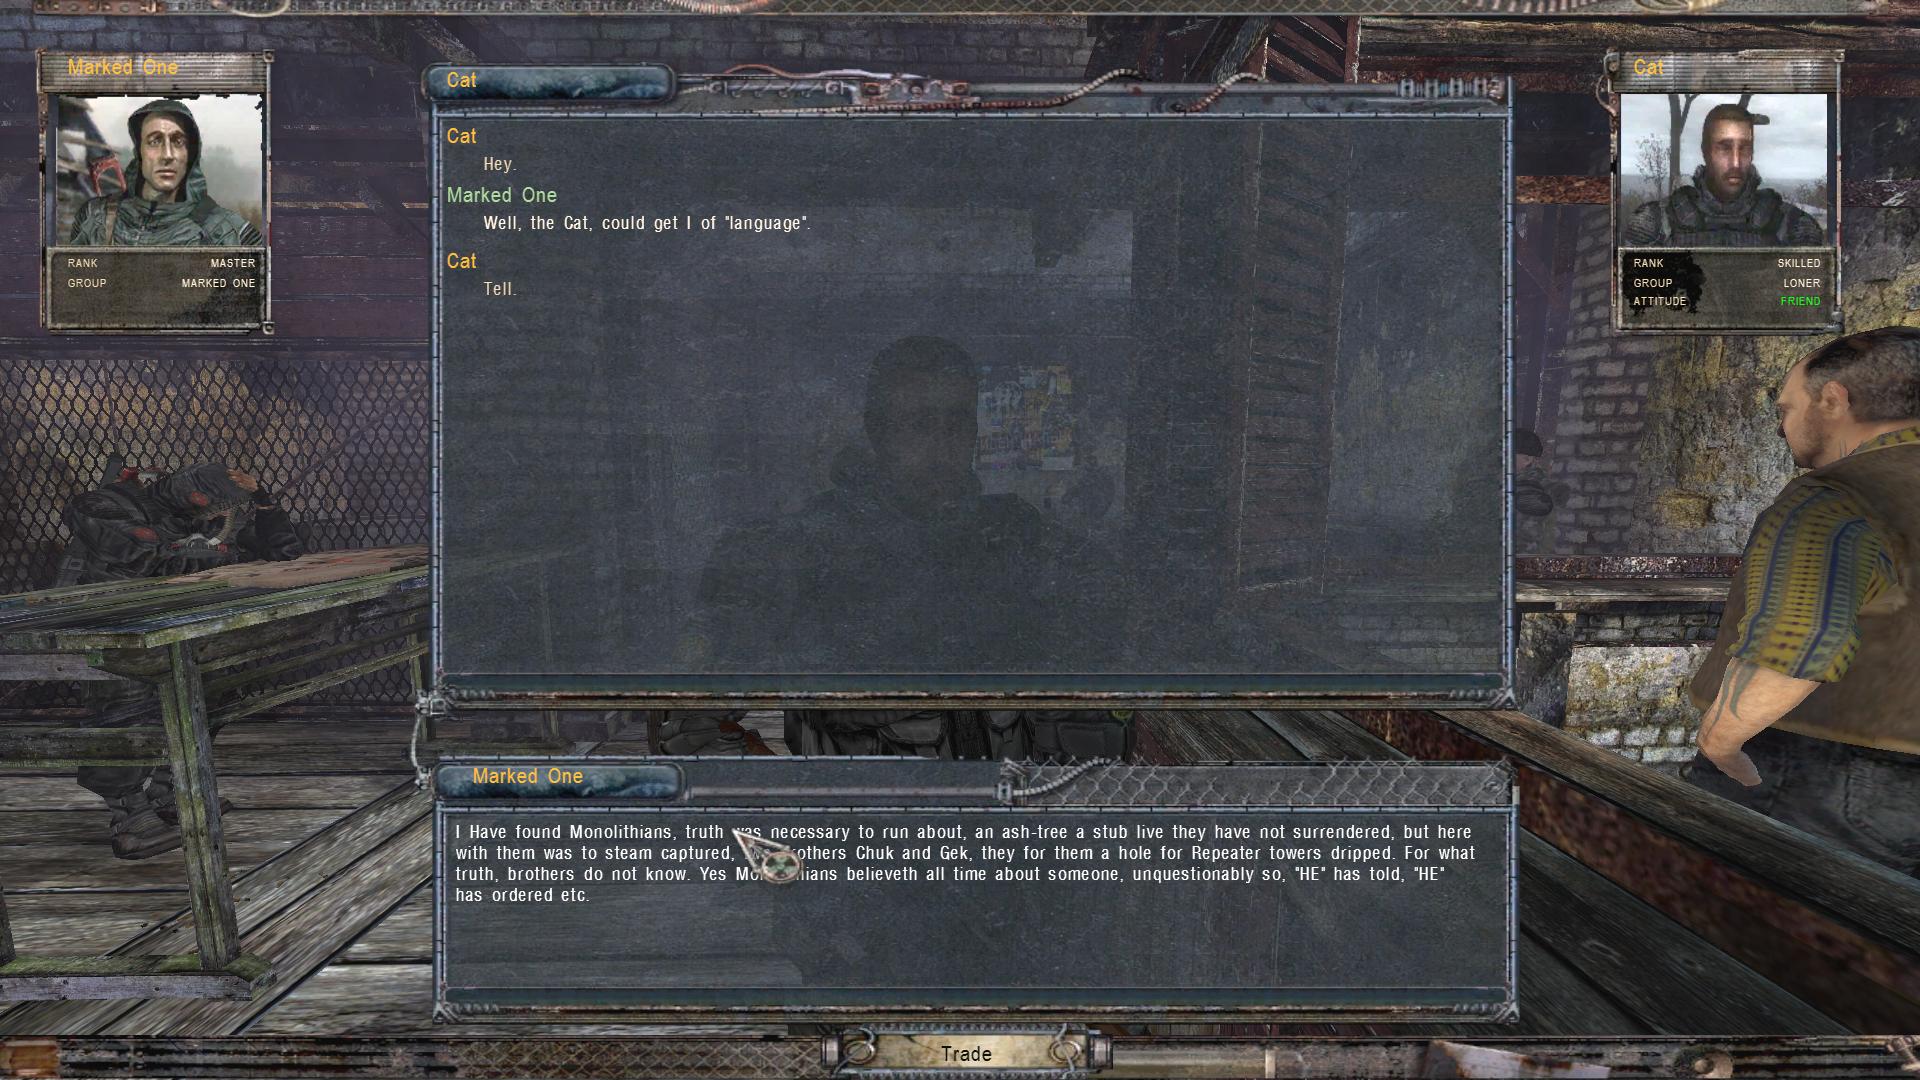 Marked One
Cat
Cat
Cat
Hey.
Marked One
Well, the Cat, could get I of "language".
Cat
Tell.
RANK MASTER
GROUP MARKED ONE
RANK SKILLED
GROUP LONER
ATTITUDE FRIEND
Marked One
I Have found Monolithians, truth was necessary to run about, an ash-tree a stub live they have not surrendered, but here
with them was to steam captured, brothers Chuk and Gek, they for them a hole for Repeater towers dripped. For what
truth, brothers do not know. Yes Monolithians believeth all time about someone, unquestionably so, "HE" has told, "HE"
has ordered etc.
Trade